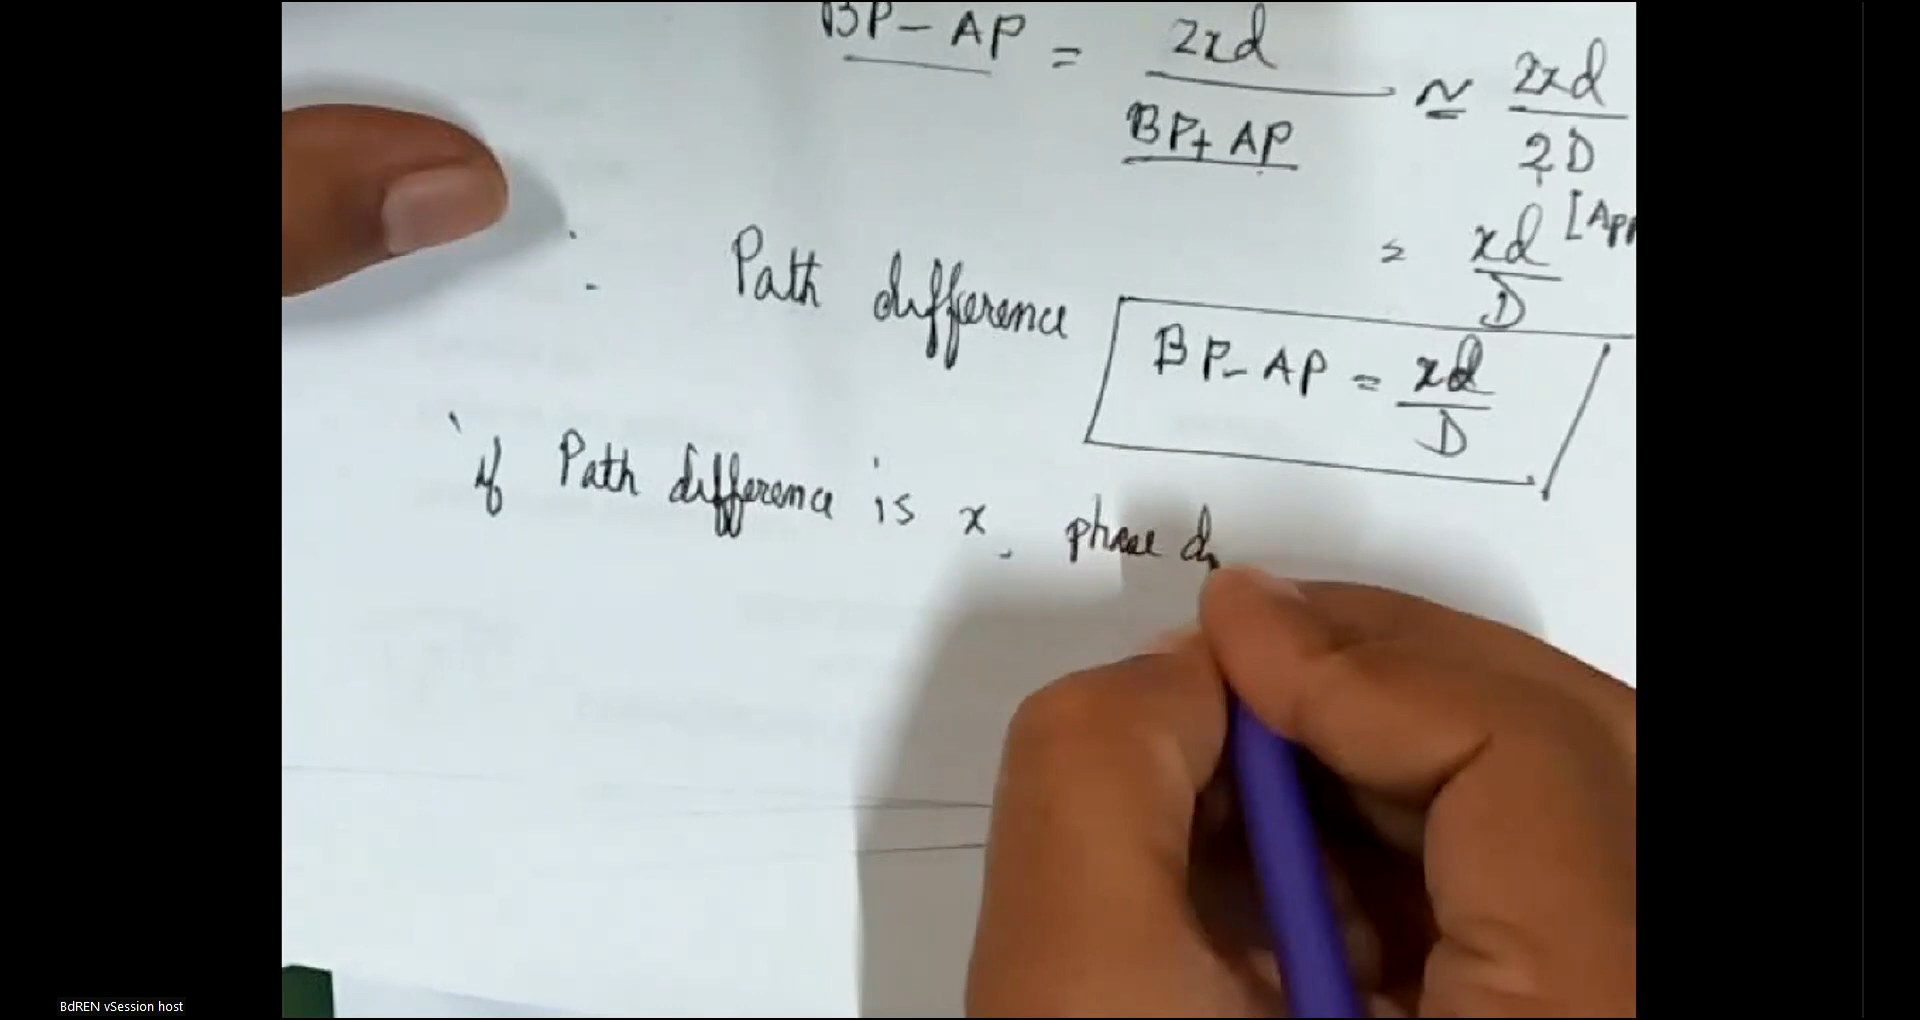 BP - AP = 2xd / BP + AP ≃ 2xd / 2D
= xd / D [App
∴ Path difference BP - AP = xd / D
if Path difference is x, phase d
BdREN vSession host